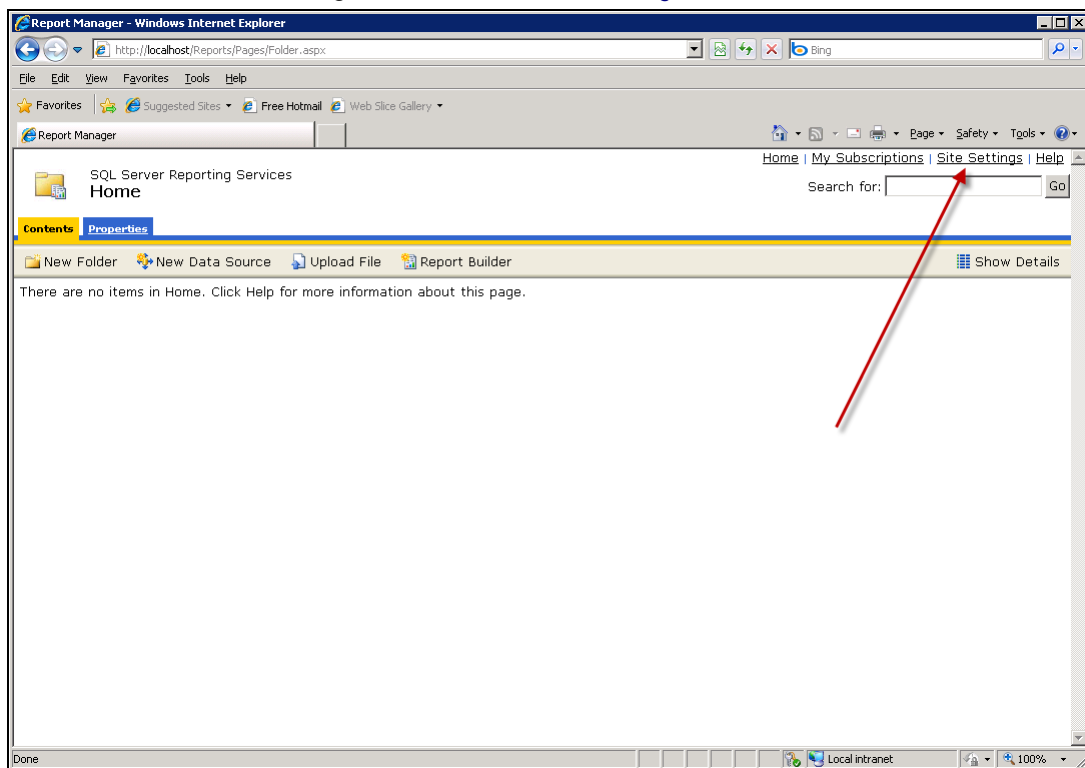 Report Manager - Windows Internet Explorer
http://localhost/Reports/Pages/Folder.aspx
Bing
File Edit View Favorites Tools Help
Favorites Suggested Sites Free Hotmail Web Slice Gallery
Report Manager
Page Safety Tools
Home | My Subscriptions | Site Settings | Help
SQL Server Reporting Services
Home
Search for: Go
Contents Properties
New Folder New Data Source Upload File Report Builder Show Details
There are no items in Home. Click Help for more information about this page.
Done Local intranet 100%